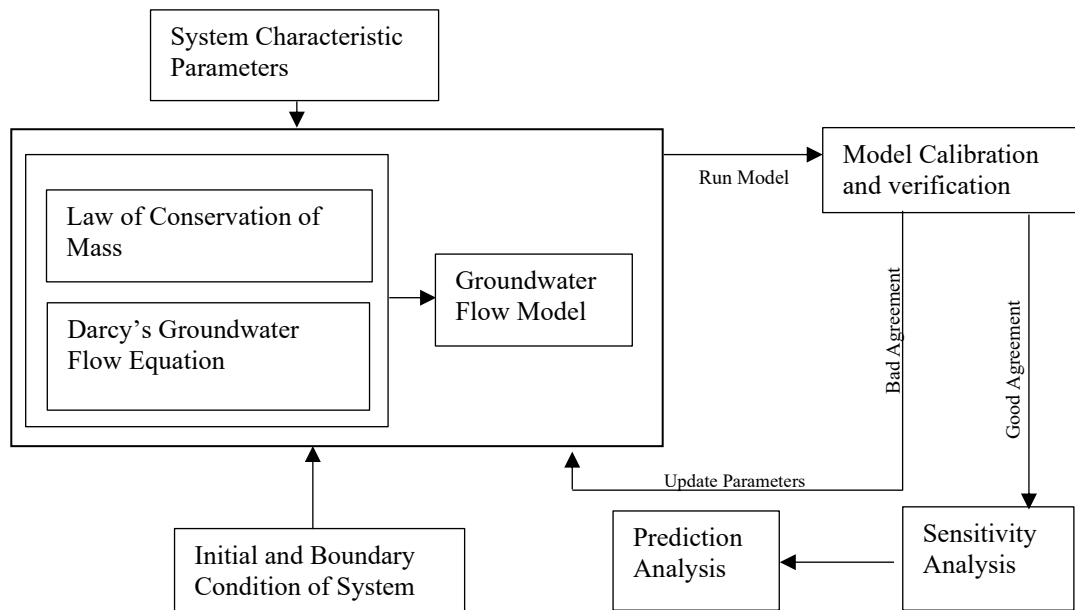 System Characteristic
Parameters
Law of Conservation of
Mass
Darcy’s Groundwater
Flow Equation
Groundwater
Flow Model
Run Model
Model Calibration
and verification
Bad Agreement
Good Agreement
Update Parameters
Initial and Boundary
Condition of System
Prediction
Analysis
Sensitivity
Analysis